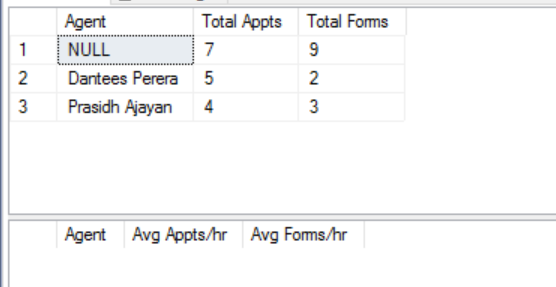 Agent Total Appts Total Forms
1 NULL 7 9
2 Dantees Perera 5 2
3 Prasidh Ajayan 4 3
Agent Avg Appts/hr Avg Forms/hr